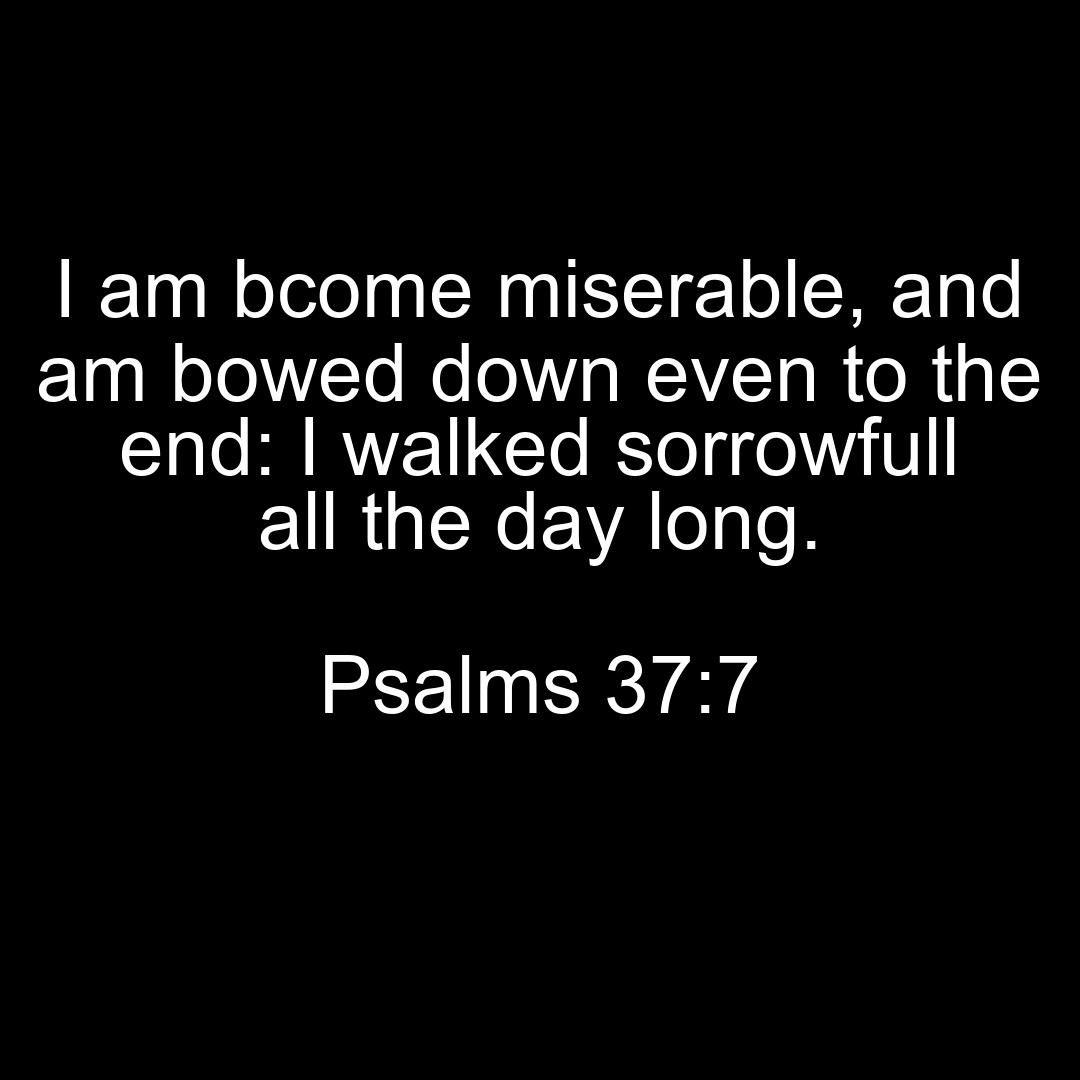 I am bcome miserable, and
am bowed down even to the
end: I walked sorrowfull
all the day long.
Psalms 37:7